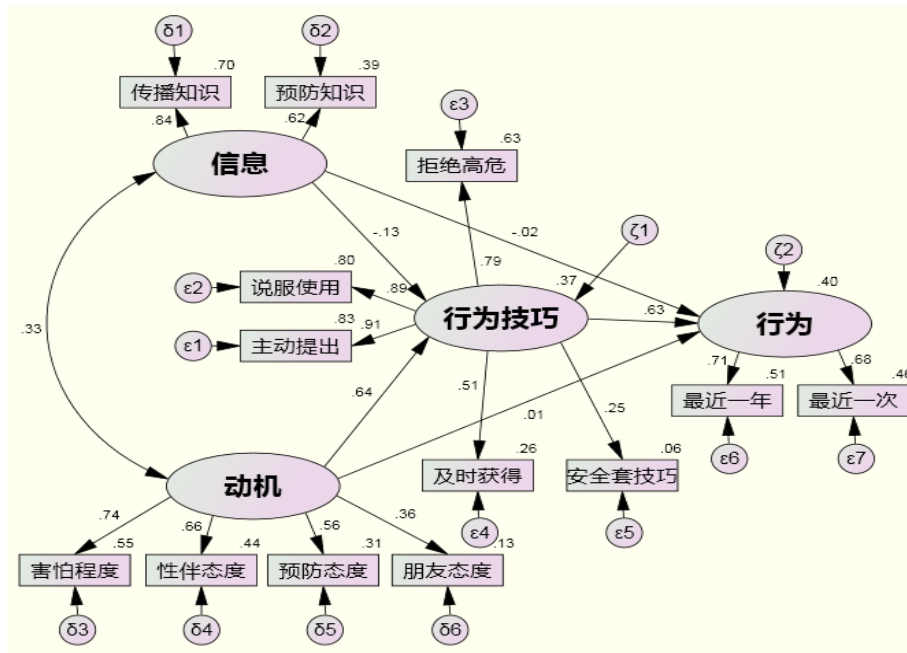 δ1
δ2
.70
.39
传播知识
预防知识
.84
.62
ε3
.63
信息
拒绝高危
-.13
-.02
ζ1
ζ2
.79
.37
.40
ε2
.80
说服使用
.89
行为技巧
.63
行为
ε1
.83
主动提出
.91
.33
.64
.51
.25
.01
.71
.51
.68
.46
最近一年
最近一次
ε6
ε7
动机
.26
及时获得
.06
安全套技巧
ε4
ε5
.74
.66
.56
.36
.55
.44
.31
.13
害怕程度
性伴态度
预防态度
朋友态度
δ3
δ4
δ5
δ6